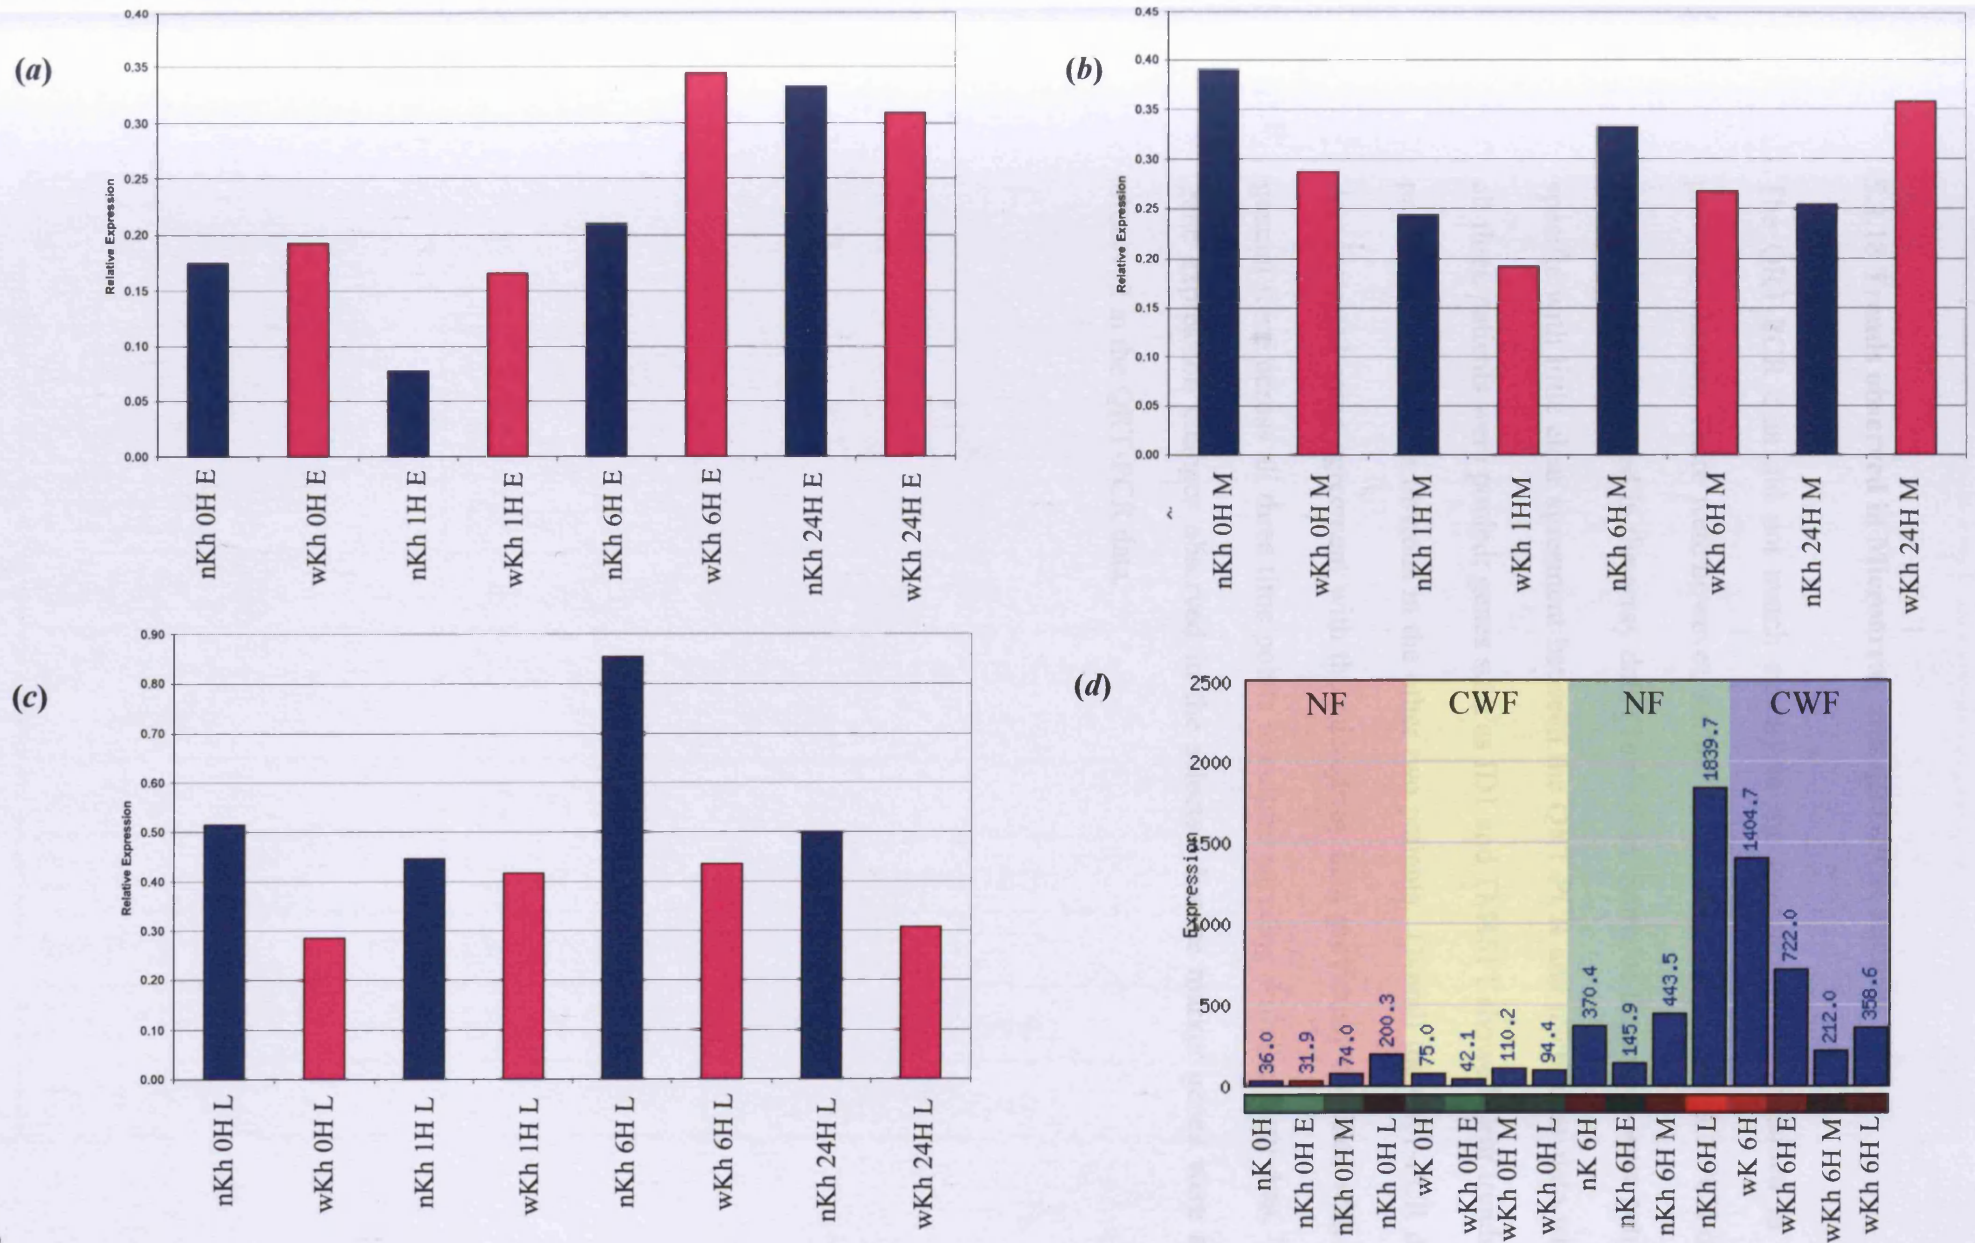 (a)
Relative Expression
0.40
0.35
0.30
0.25
0.20
0.15
0.10
0.05
0.00
nKh 0H E
wKh 0H E
nKh 1H E
wKh 1H E
nKh 6H E
wKh 6H E
nKh 24H E
wKh 24H E
(b)
Relative Expression
0.45
0.40
0.35
0.30
0.25
0.20
0.15
0.10
0.05
0.00
nKh 0H M
wKh 0H M
nKh 1H M
wKh 1HM
nKh 6H M
wKh 6H M
nKh 24H M
wKh 24H M
(c)
Relative Expression
0.90
0.80
0.70
0.60
0.50
0.40
0.30
0.20
0.10
0.00
nKh 0H L
wKh 0H L
nKh 1H L
wKh 1H L
nKh 6H L
wKh 6H L
nKh 24H L
wKh 24H L
(d)
Expression
2500
2000
1500
1000
500
0
NF
CWF
NF
CWF
36.0
31.9
74.0
200.3
75.0
42.1
110.2
94.4
370.4
145.9
443.5
1839.7
1404.7
722.0
212.0
358.6
nK 0H
nKh 0H E
nKh 0H M
nKh 0H L
wK 0H
wKh 0H E
wKh 0H M
wKh 0H L
nK 6H
nKh 6H E
nKh 6H M
nKh 6H L
wK 6H
wKh 6H E
wKh 6H M
wKh 6H L
in the QRT-PCR data.